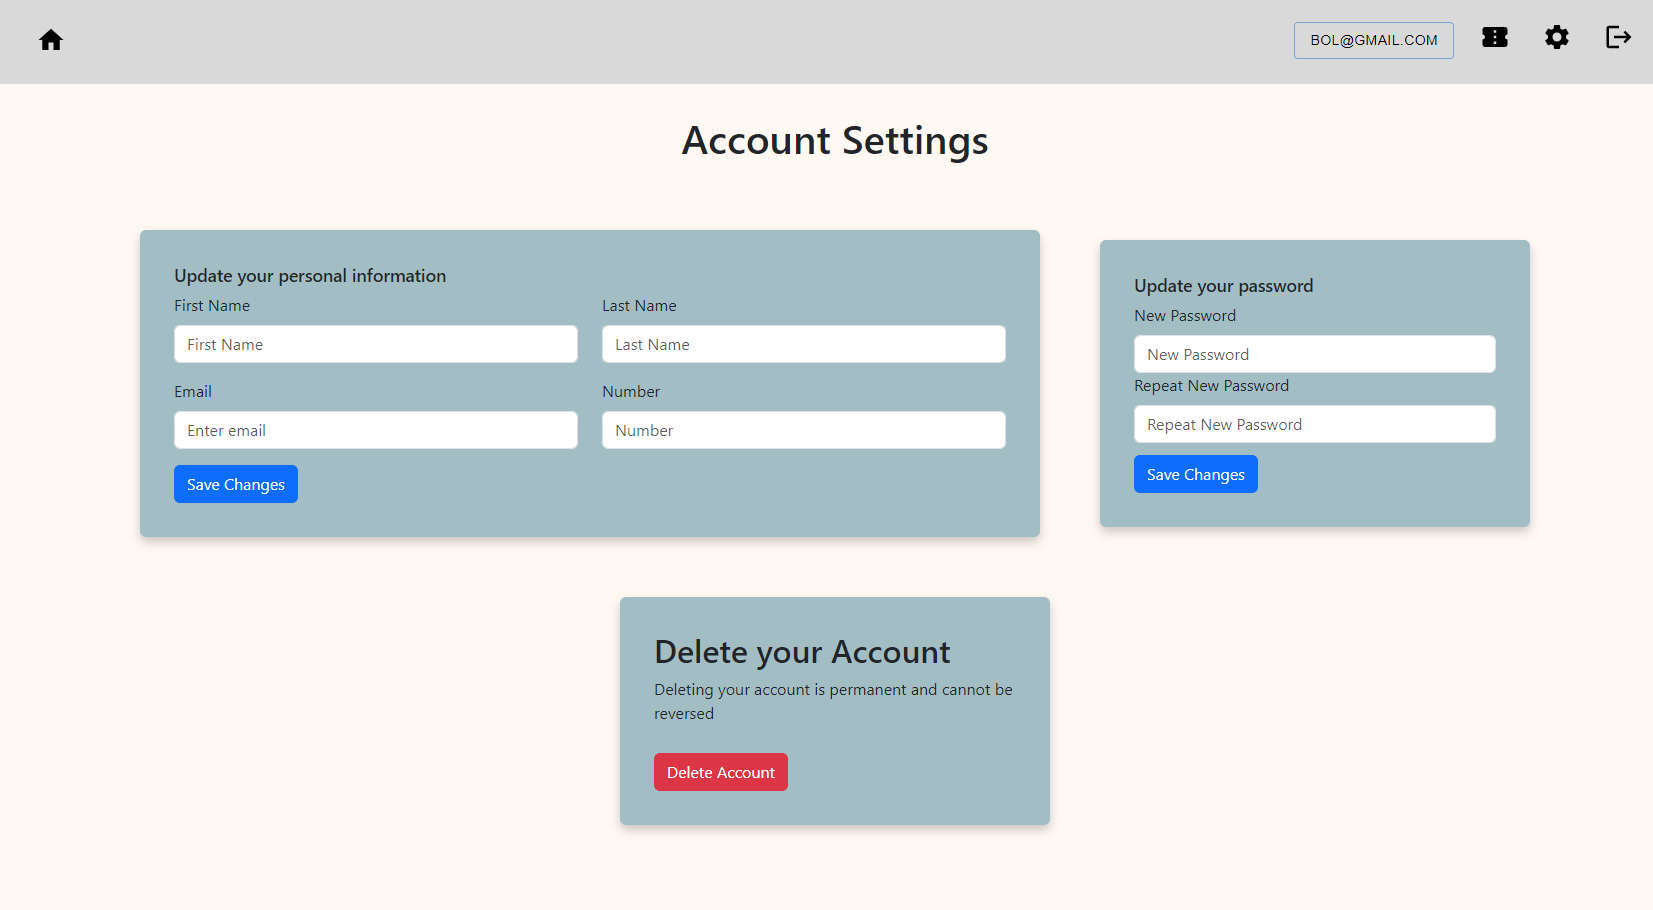 BOL@GMAIL.COM
Account Settings
Update your personal information
First Name
Last Name
First Name
Last Name
Email
Number
Enter email
Number
Save Changes
Update your password
New Password
New Password
Repeat New Password
Repeat New Password
Save Changes
Delete your Account
Deleting your account is permanent and cannot be
reversed
Delete Account